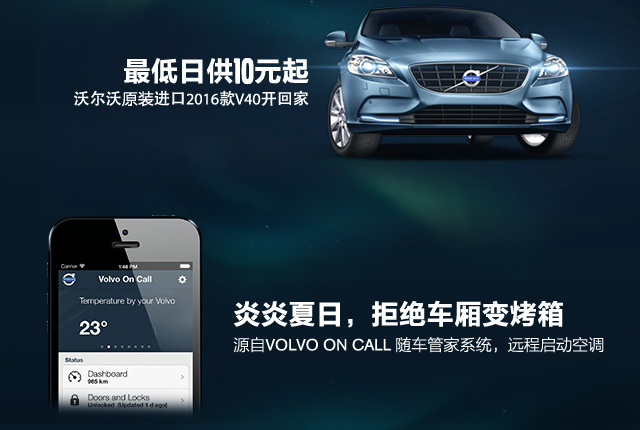 最低日供10元起
沃尔沃原装进口2016款V40开回家
Carrier 1:48 PM
Volvo On Call
Temperature by your Volvo
23°
Status
Dashboard
965 km
Doors and Locks
Unlocked (Updated 1 d ago)
炎炎夏日，拒绝车厢变烤箱
源自VOLVO ON CALL 随车管家系统，远程启动空调